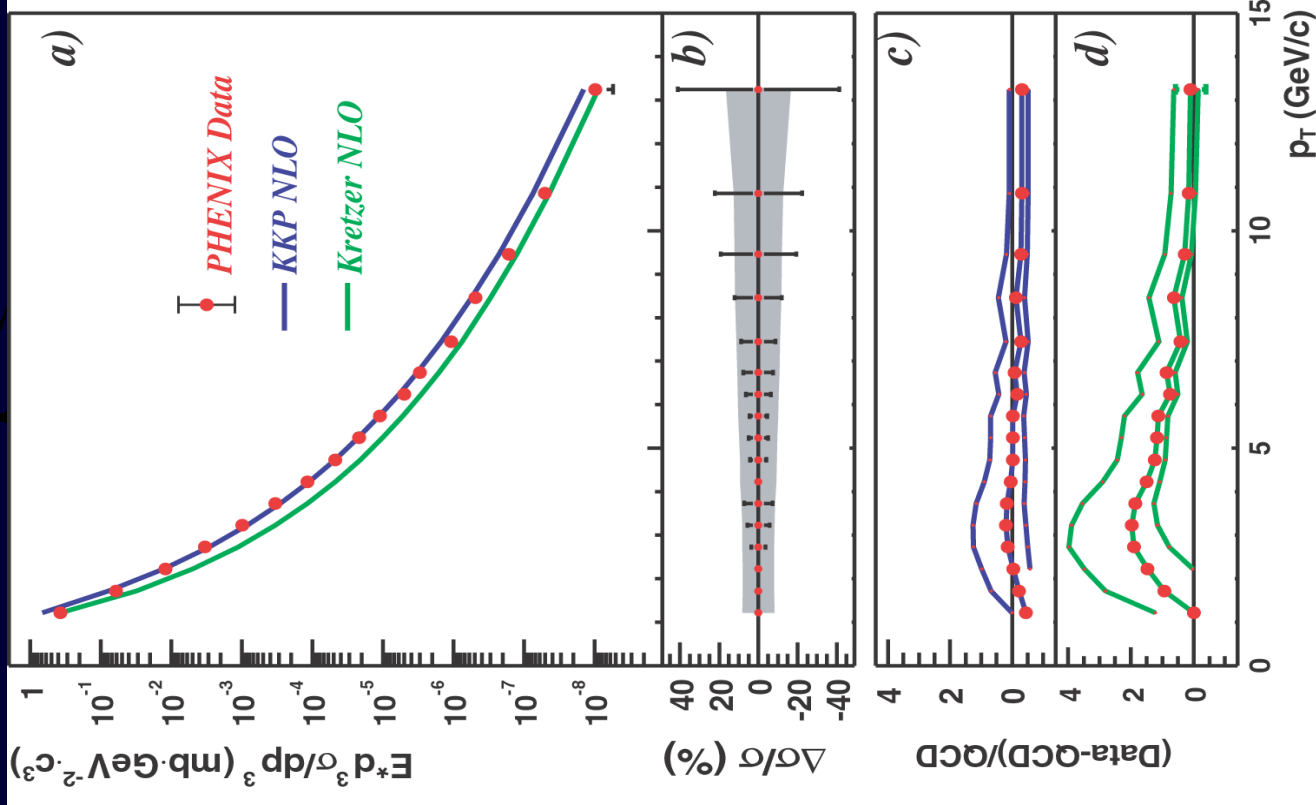 E*d³σ/dp³ (mb·GeV⁻²·c³)
1
10⁻¹
10⁻²
10⁻³
10⁻⁴
10⁻⁵
10⁻⁶
10⁻⁷
10⁻⁸
a)
PHENIX Data
KKP NLO
Kretzer NLO
Δσ/σ (%)
40
20
0
-20
-40
b)
(Data-QCD)/QCD
4
2
0
c)
4
2
0
d)
0 5 10 15
p_T (GeV/c)